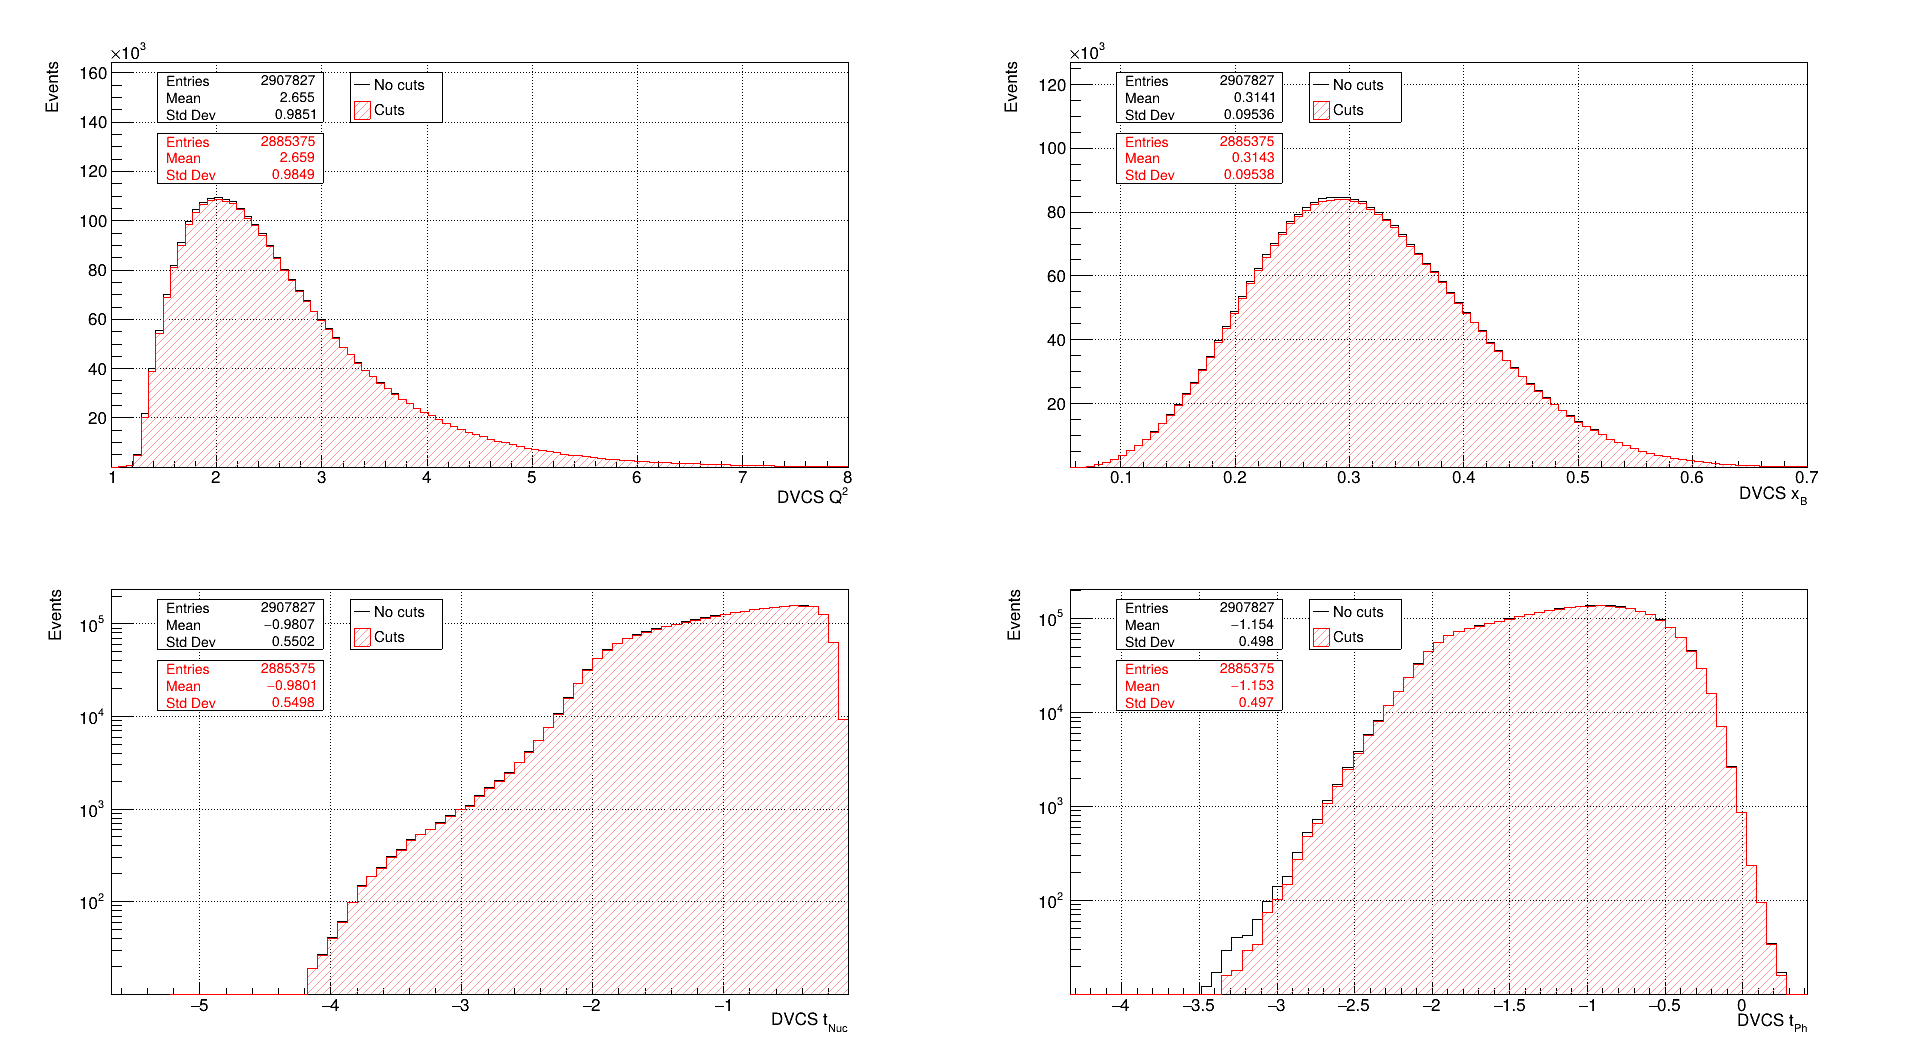 ×10³
Events
160
140
120
100
80
60
40
20
Entries 2907827
Mean 2.655
Std Dev 0.9851
Entries 2885375
Mean 2.659
Std Dev 0.9849
No cuts
Cuts
1 2 3 4 5 6 7 8
DVCS Q²
×10³
Events
120
100
80
60
40
20
Entries 2907827
Mean 0.3141
Std Dev 0.09536
Entries 2885375
Mean 0.3143
Std Dev 0.09538
No cuts
Cuts
0.1 0.2 0.3 0.4 0.5 0.6 0.7
DVCS x_B
Events
10⁵
10⁴
10³
10²
Entries 2907827
Mean −0.9807
Std Dev 0.5502
Entries 2885375
Mean −0.9801
Std Dev 0.5498
No cuts
Cuts
−5 −4 −3 −2 −1
DVCS t_Nuc
Events
10⁵
10⁴
10³
10²
Entries 2907827
Mean −1.154
Std Dev 0.498
Entries 2885375
Mean −1.153
Std Dev 0.497
No cuts
Cuts
−4 −3.5 −3 −2.5 −2 −1.5 −1 −0.5 0
DVCS t_Ph